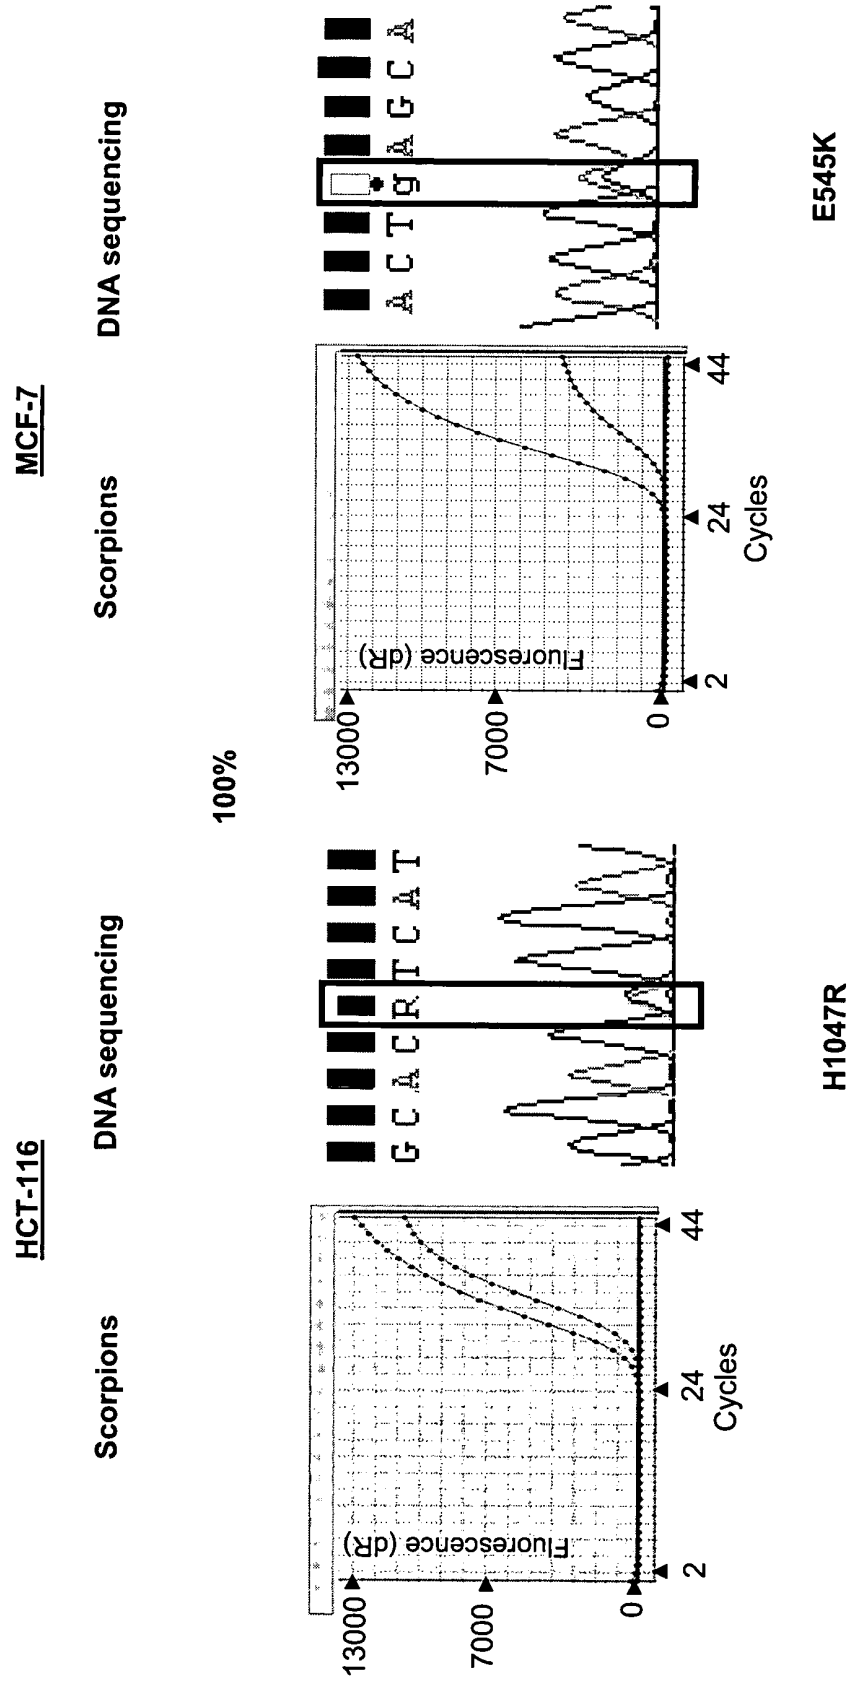 HCT-116
MCF-7
Scorpions
DNA sequencing
Scorpions
DNA sequencing
100%
13000
7000
0
Fluorescence (dR)
2
24
44
Cycles
G C A C R T C A T
H1047R
13000
7000
0
Fluorescence (dR)
2
24
44
Cycles
A C T g A G C A
E545K